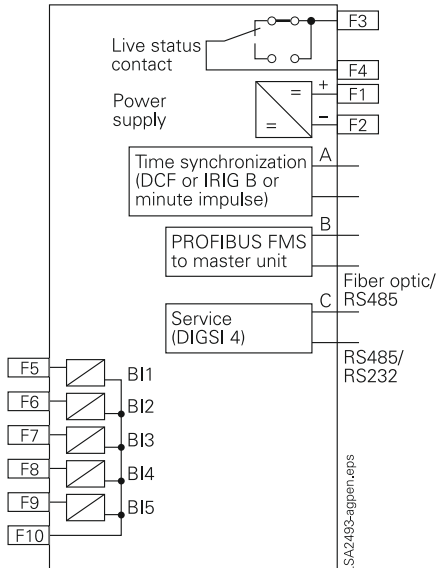 F3
Live status
contact
F4
+
=
F1
Power
supply
=
−
F2
A
Time synchronization
(DCF or IRIG B or
minute impulse)
B
PROFIBUS FMS
to master unit
Fiber optic/
RS485
C
Service
(DIGSI 4)
RS485/
RS232
F5
BI1
F6
BI2
F7
BI3
F8
BI4
F9
BI5
F10
LSA2493-agpen.eps